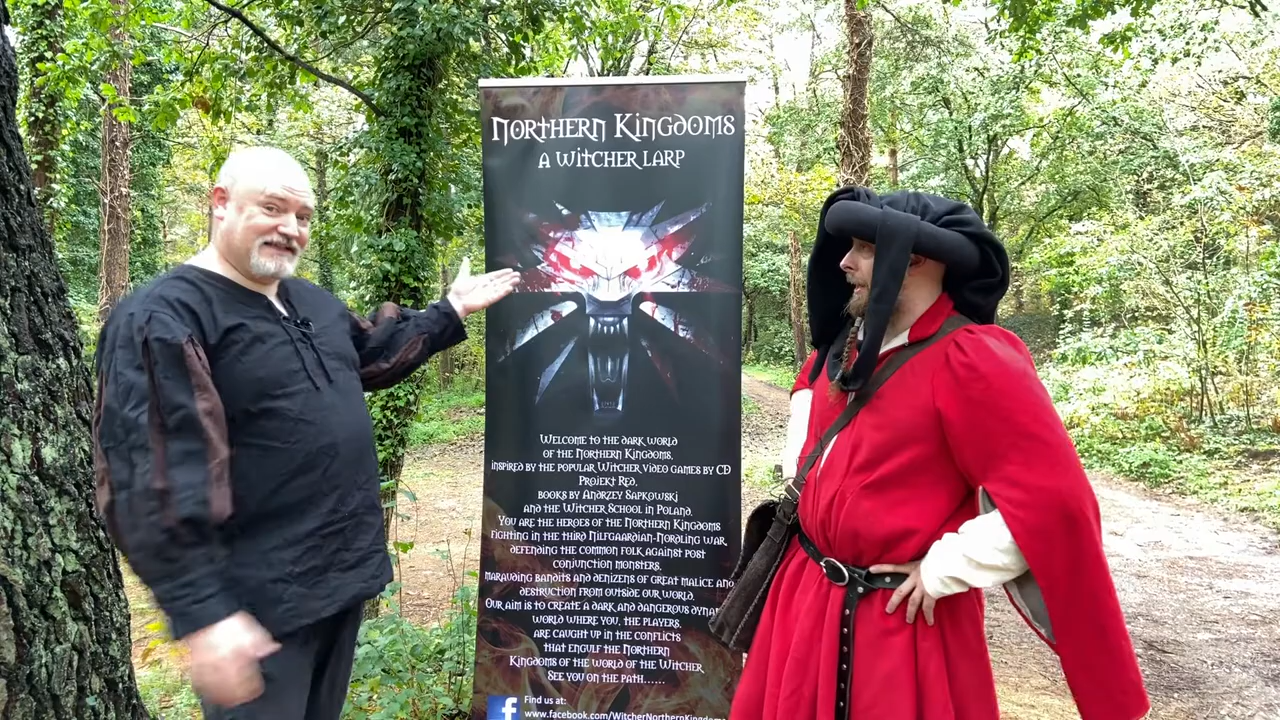 Northern Kingdoms
A Witcher LARP
Welcome to the dark world
of the Northern Kingdoms,
inspired by the popular Witcher video games by CD
Projekt Red,
books by Andrzey Sapkowski
and the Witcher School in Poland,
You are the heroes of the Northern Kingdoms
fighting in the third Nilfgaardian-Nordling war,
defending the common folk against post
conjunction monsters,
marauding bandits and denizens of great malice and
destruction from outside our world.
Our aim is to create a dark and dangerous
world where you, the players,
are caught up in the conflicts
that engulf the Northern
Kingdoms of the world of the Witcher
See you on the path......
f Find us at:
www.facebook.com/WitcherNorthernKingdoms